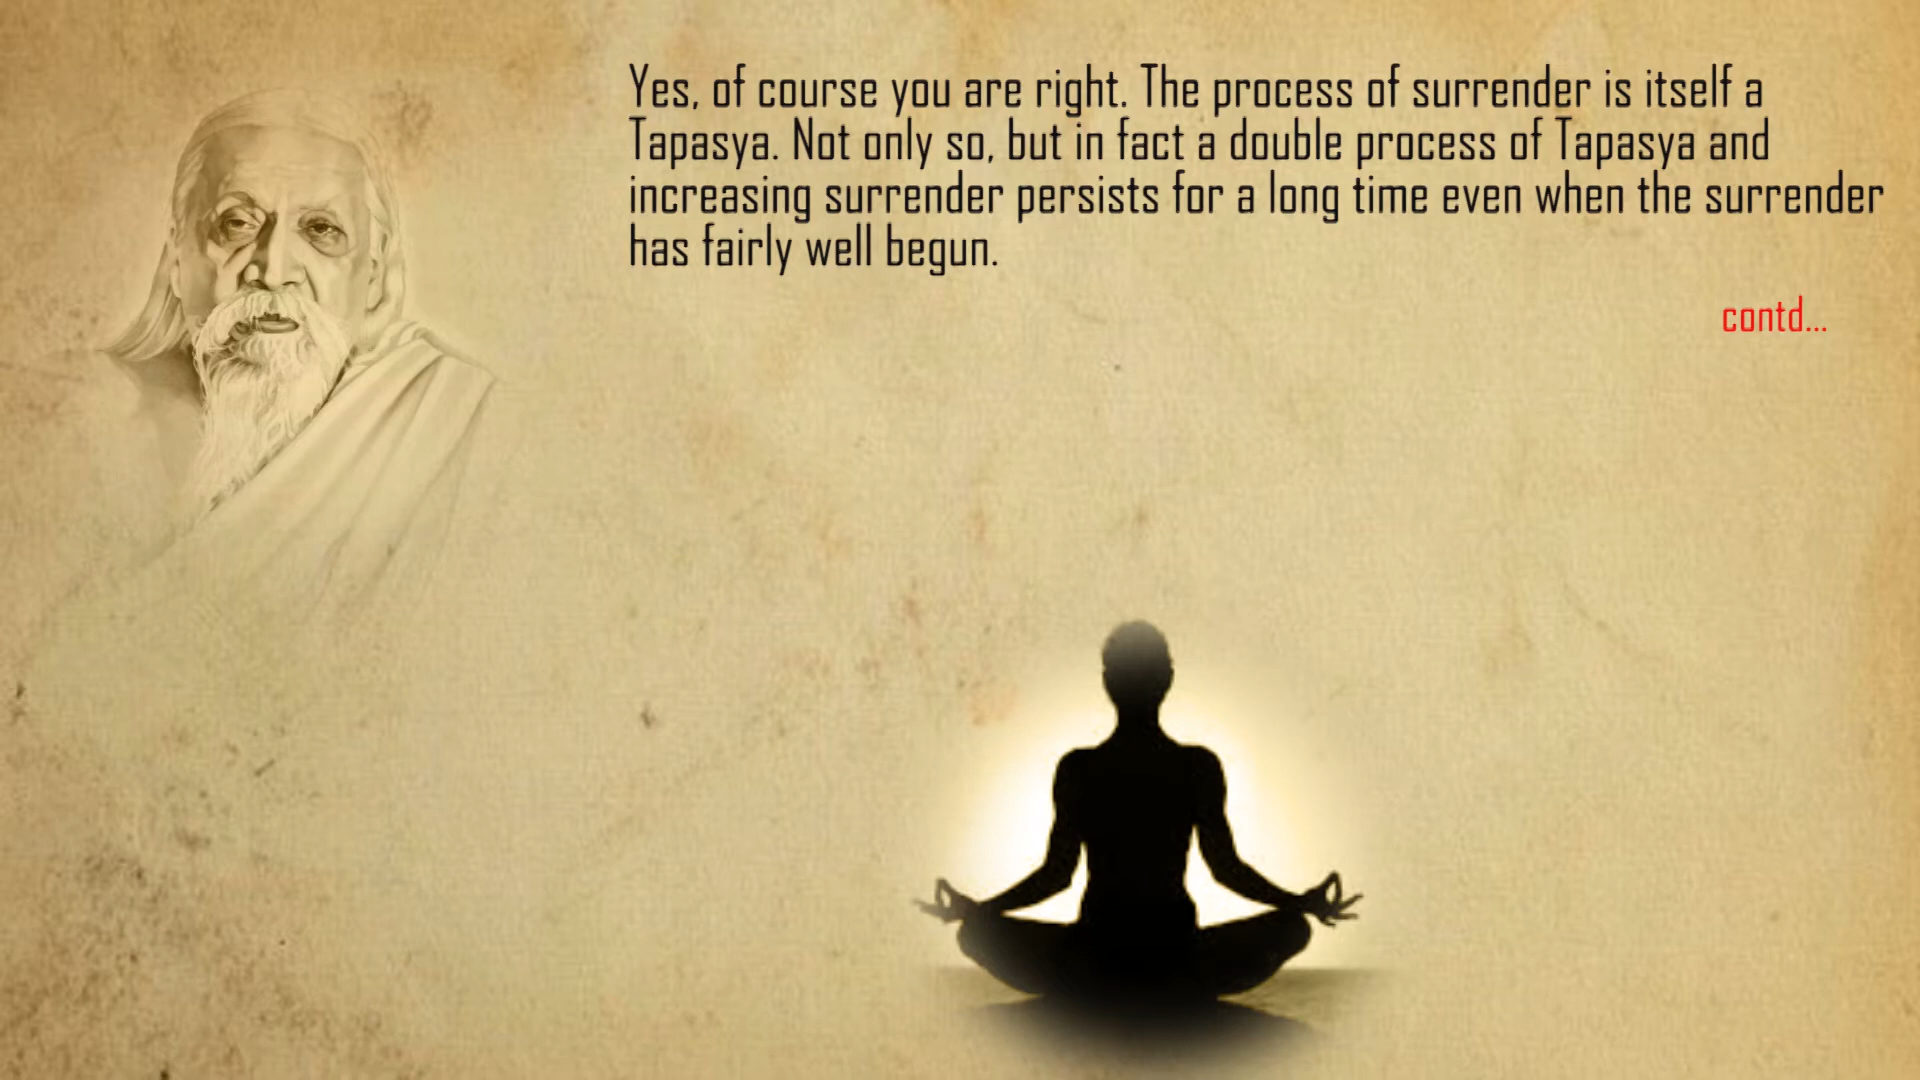 Yes, of course you are right. The process of surrender is itself a
Tapasya. Not only so, but in fact a double process of Tapasya and
increasing surrender persists for a long time even when the surrender
has fairly well begun.
contd...